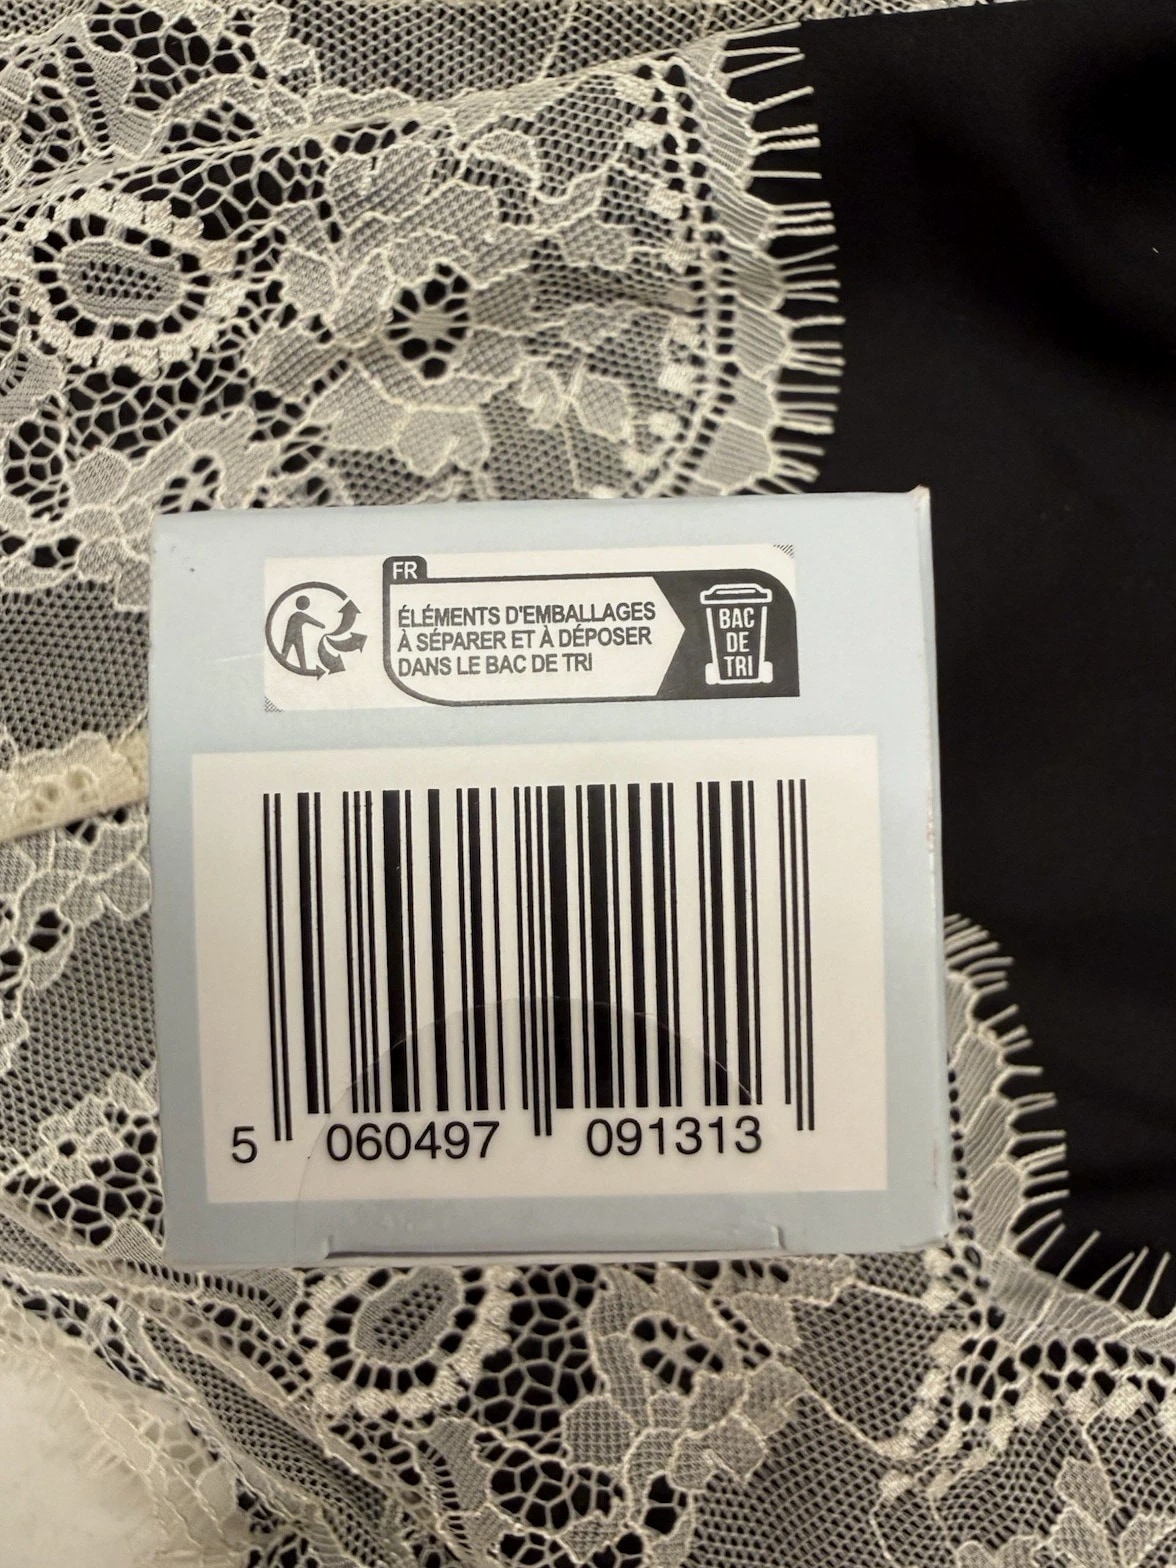 FR
ÉLÉMENTS D'EMBALLAGES
À SÉPARER ET À DÉPOSER
DANS LE BAC DE TRI
BAC
DE
TRI
5 060497 091313